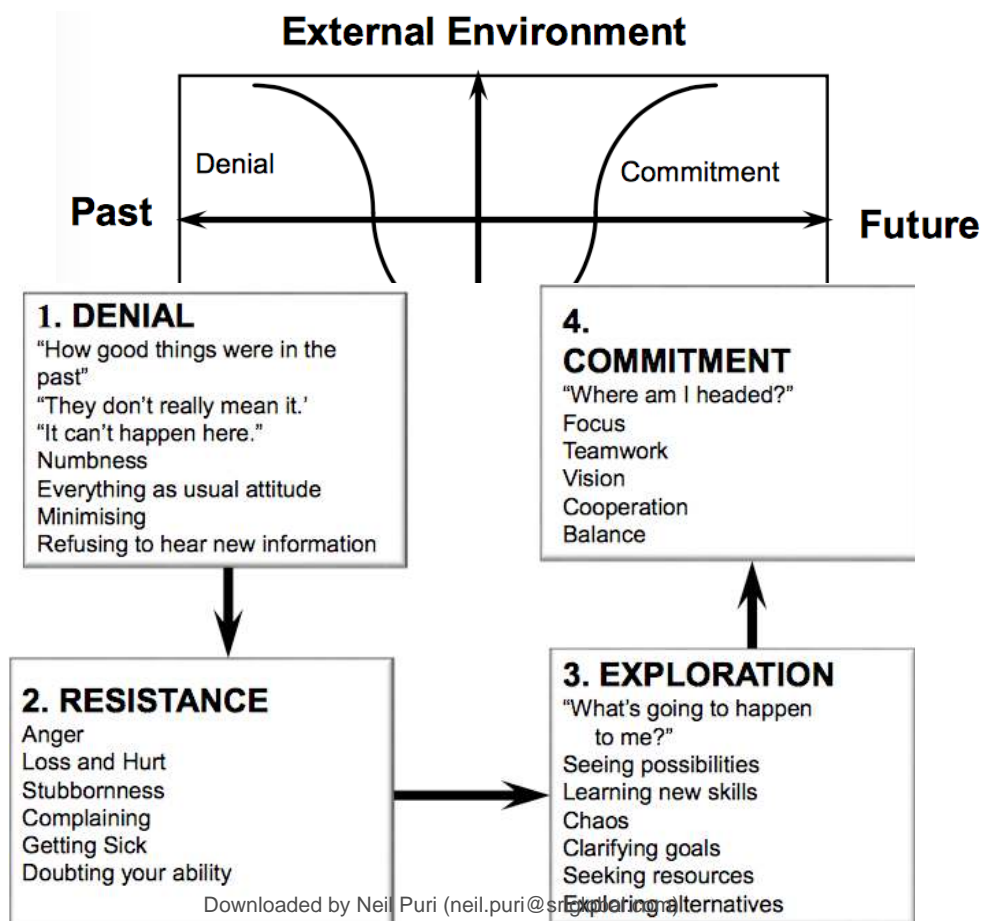 External Environment
Denial
Commitment
Past
Future
1. DENIAL
“How good things were in the
past”
“They don’t really mean it.’
“It can’t happen here.”
Numbness
Everything as usual attitude
Minimising
Refusing to hear new information
4.
COMMITMENT
“Where am I headed?”
Focus
Teamwork
Vision
Cooperation
Balance
2. RESISTANCE
Anger
Loss and Hurt
Stubbornness
Complaining
Getting Sick
Doubting your ability
3. EXPLORATION
“What’s going to happen
to me?”
Seeing possibilities
Learning new skills
Chaos
Clarifying goals
Seeking resources
Exploring alternatives
Downloaded by Neil Puri